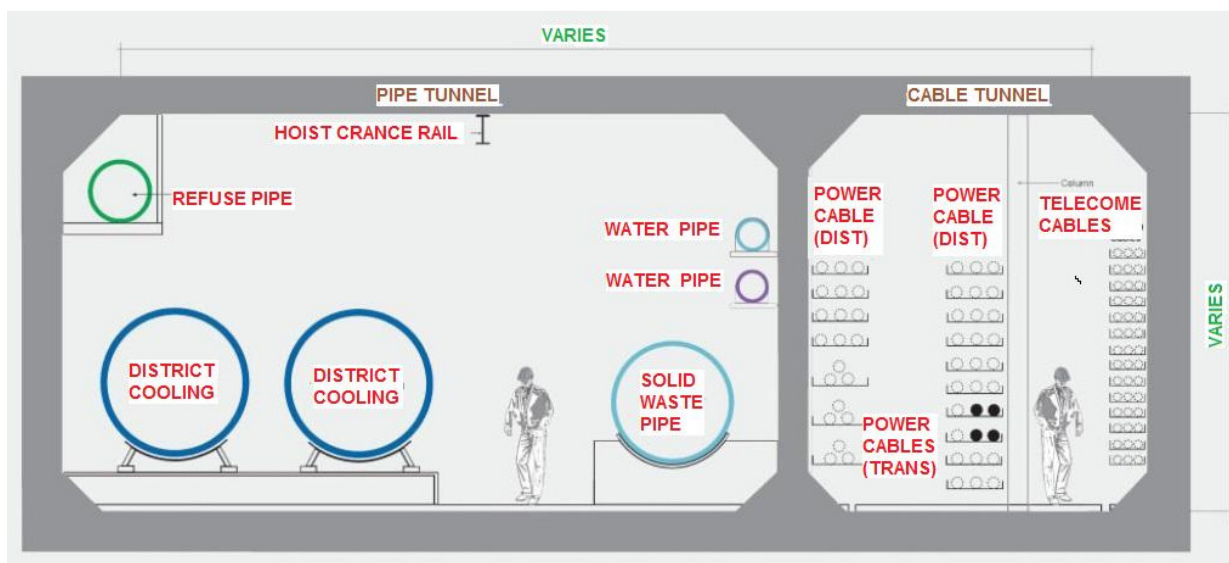 VARIES
PIPE TUNNEL
CABLE TUNNEL
HOIST CRANCE RAIL
REFUSE PIPE
Column
POWER
CABLE
(DIST)
POWER
CABLE
(DIST)
TELECOME
CABLES
WATER PIPE
WATER PIPE
VARIES
DISTRICT
COOLING
DISTRICT
COOLING
SOLID
WASTE
PIPE
POWER
CABLES
(TRANS)